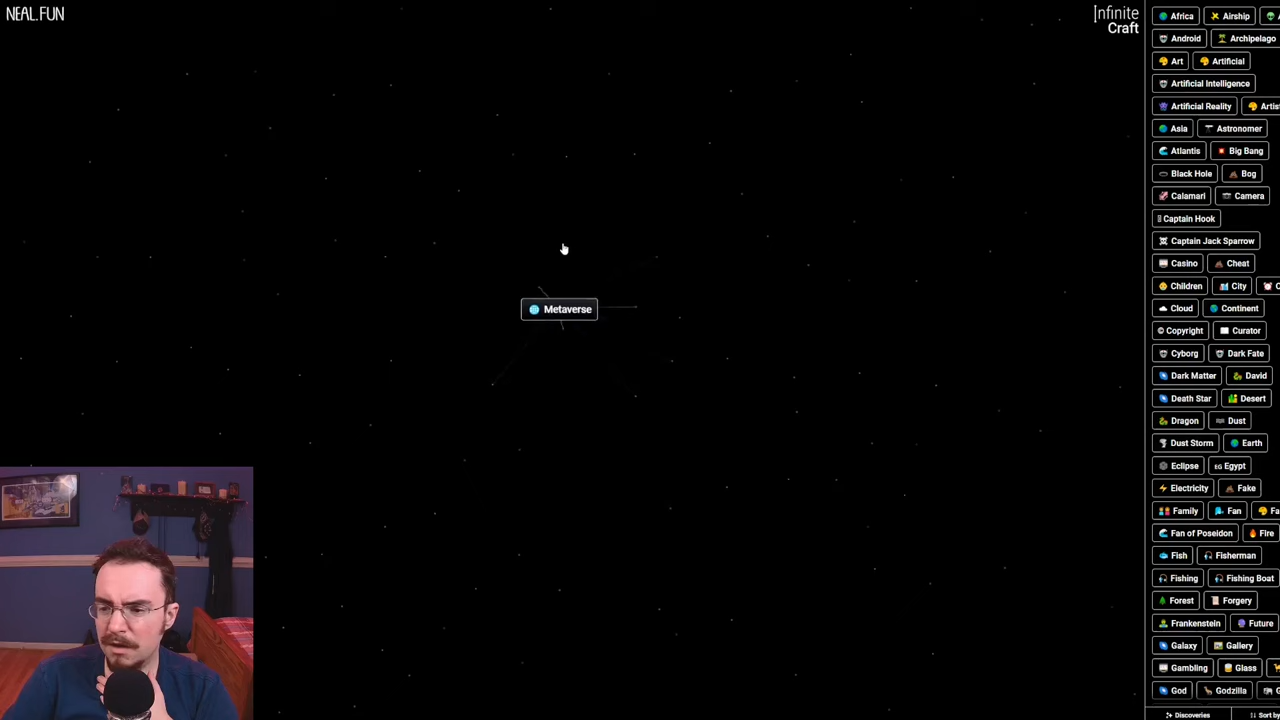 NEAL.FUN
Infinite
Craft
Metaverse
Africa Airship
Android Archipelago
Art Artificial
Artificial Intelligence
Artificial Reality
Asia Astronomer
Atlantis Big Bang
Black Hole Bog
Calamari Camera
Captain Hook
Captain Jack Sparrow
Casino Cheat
Children City
Cloud Continent
© Copyright Curator
Cyborg Dark Fate
Dark Matter David
Death Star Desert
Dragon Dust
Dust Storm Earth
Eclipse EG Egypt
Electricity Fake
Family Fan
Fan of Poseidon Fire
Fish Fisherman
Fishing Fishing Boat
Forest Forgery
Frankenstein Future
Galaxy Gallery
Gambling Glass
God Godzilla
Discoveries Sort by